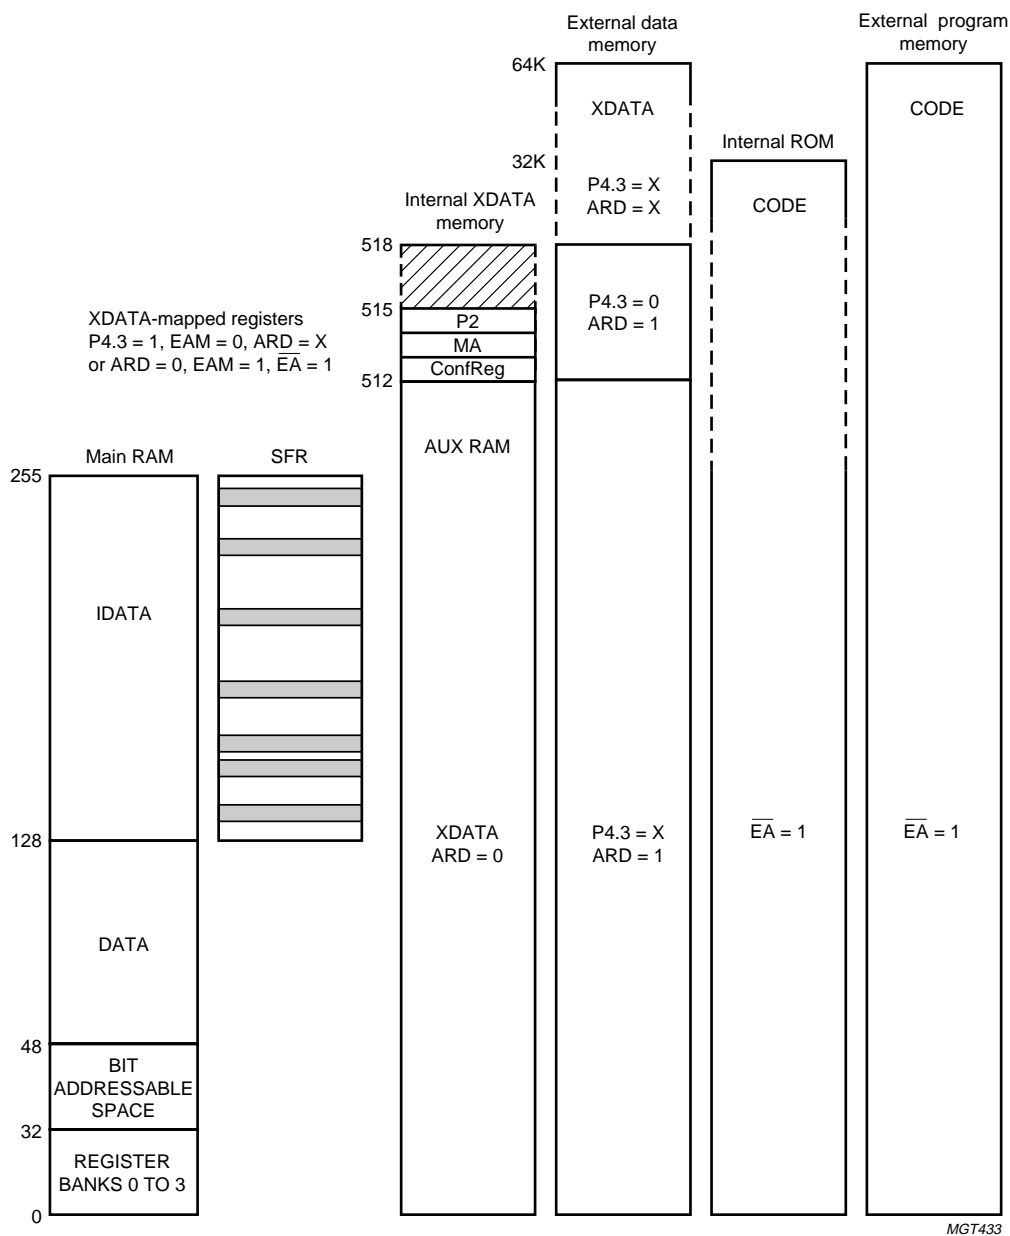 External data
memory
External program
memory
64K
XDATA
CODE
Internal ROM
32K
P4.3 = X
ARD = X
CODE
Internal XDATA
memory
518
XDATA-mapped registers
P4.3 = 1, EAM = 0, ARD = X
or ARD = 0, EAM = 1, E̅A̅ = 1
515
P2
MA
ConfReg
512
P4.3 = 0
ARD = 1
AUX RAM
Main RAM
SFR
255
IDATA
128
XDATA
ARD = 0
P4.3 = X
ARD = 1
E̅A̅ = 1
E̅A̅ = 1
DATA
48
BIT
ADDRESSABLE
SPACE
32
REGISTER
BANKS 0 TO 3
0
MGT433